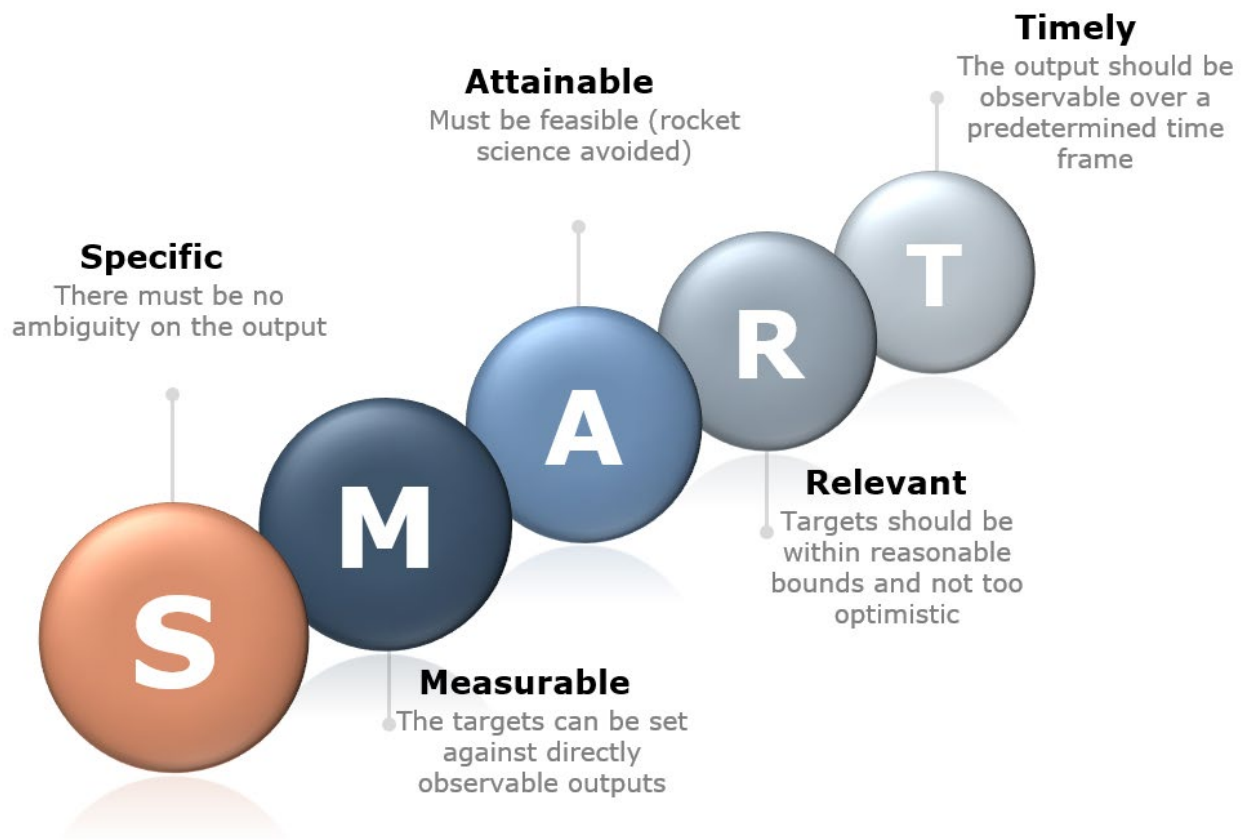 S
Specific
There must be no
ambiguity on the output
M
Measurable
The targets can be set
against directly
observable outputs
A
Attainable
Must be feasible (rocket
science avoided)
R
Relevant
Targets should be
within reasonable
bounds and not too
optimistic
T
Timely
The output should be
observable over a
predetermined time
frame